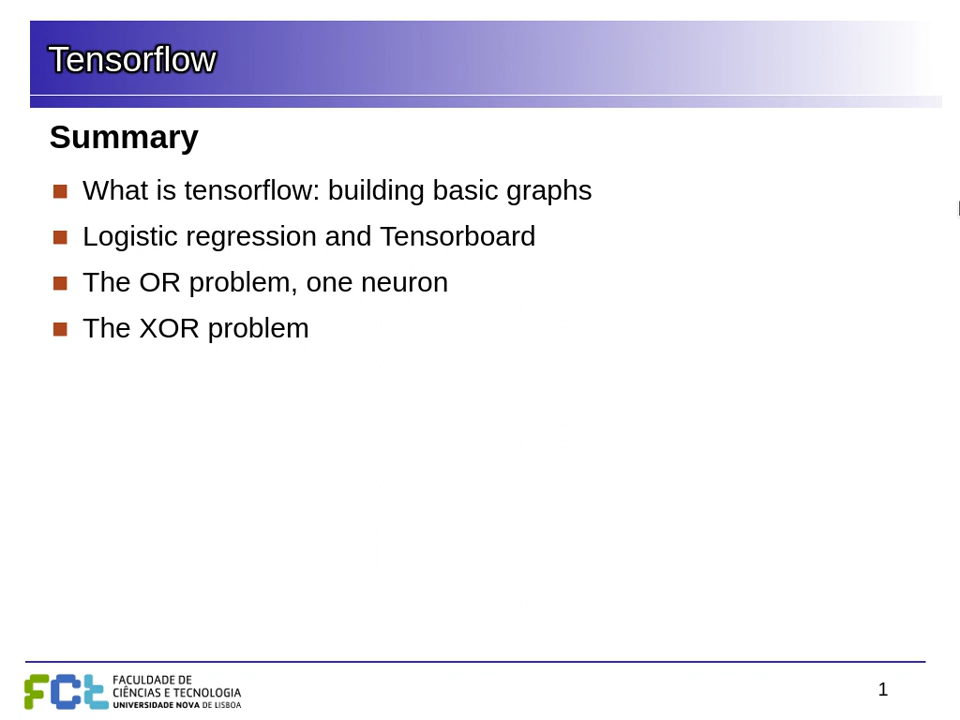 Tensorflow
Summary
What is tensorflow: building basic graphs
Logistic regression and Tensorboard
The OR problem, one neuron
The XOR problem
FCt
FACULDADE DE
CIÊNCIAS E TECNOLOGIA
UNIVERSIDADE NOVA DE LISBOA
1